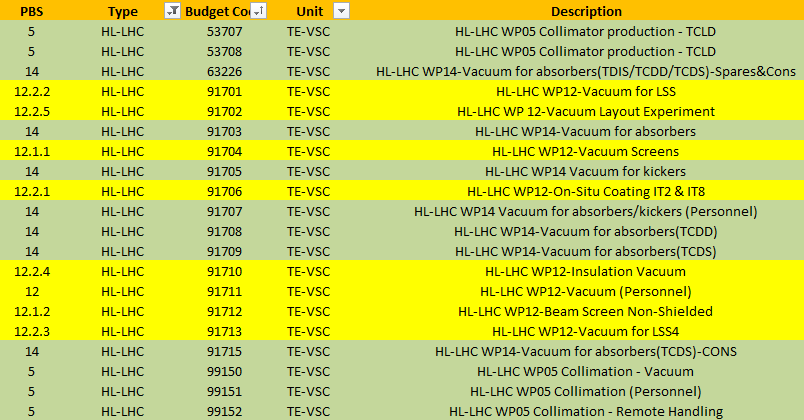 PBS Type Budget Co Unit Description
5 HL-LHC 53707 TE-VSC HL-LHC WP05 Collimator production - TCLD
5 HL-LHC 53708 TE-VSC HL-LHC WP05 Collimator production - TCLD
14 HL-LHC 63226 TE-VSC HL-LHC WP14-Vacuum for absorbers(TDIS/TCDD/TCDS)-Spares&Cons
12.2.2 HL-LHC 91701 TE-VSC HL-LHC WP12-Vacuum for LSS
12.2.5 HL-LHC 91702 TE-VSC HL-LHC WP 12-Vacuum Layout Experiment
14 HL-LHC 91703 TE-VSC HL-LHC WP14-Vacuum for absorbers
12.1.1 HL-LHC 91704 TE-VSC HL-LHC WP12-Vacuum Screens
14 HL-LHC 91705 TE-VSC HL-LHC WP14 Vacuum for kickers
12.2.1 HL-LHC 91706 TE-VSC HL-LHC WP12-On-Situ Coating IT2 & IT8
14 HL-LHC 91707 TE-VSC HL-LHC WP14 Vacuum for absorbers/kickers (Personnel)
14 HL-LHC 91708 TE-VSC HL-LHC WP14-Vacuum for absorbers(TCDD)
14 HL-LHC 91709 TE-VSC HL-LHC WP14-Vacuum for absorbers(TCDS)
12.2.4 HL-LHC 91710 TE-VSC HL-LHC WP12-Insulation Vacuum
12 HL-LHC 91711 TE-VSC HL-LHC WP12-Vacuum (Personnel)
12.1.2 HL-LHC 91712 TE-VSC HL-LHC WP12-Beam Screen Non-Shielded
12.2.3 HL-LHC 91713 TE-VSC HL-LHC WP12-Vacuum for LSS4
14 HL-LHC 91715 TE-VSC HL-LHC WP14-Vacuum for absorbers(TCDS)-CONS
5 HL-LHC 99150 TE-VSC HL-LHC WP05 Collimation - Vacuum
5 HL-LHC 99151 TE-VSC HL-LHC WP05 Collimation (Personnel)
5 HL-LHC 99152 TE-VSC HL-LHC WP05 Collimation - Remote Handling